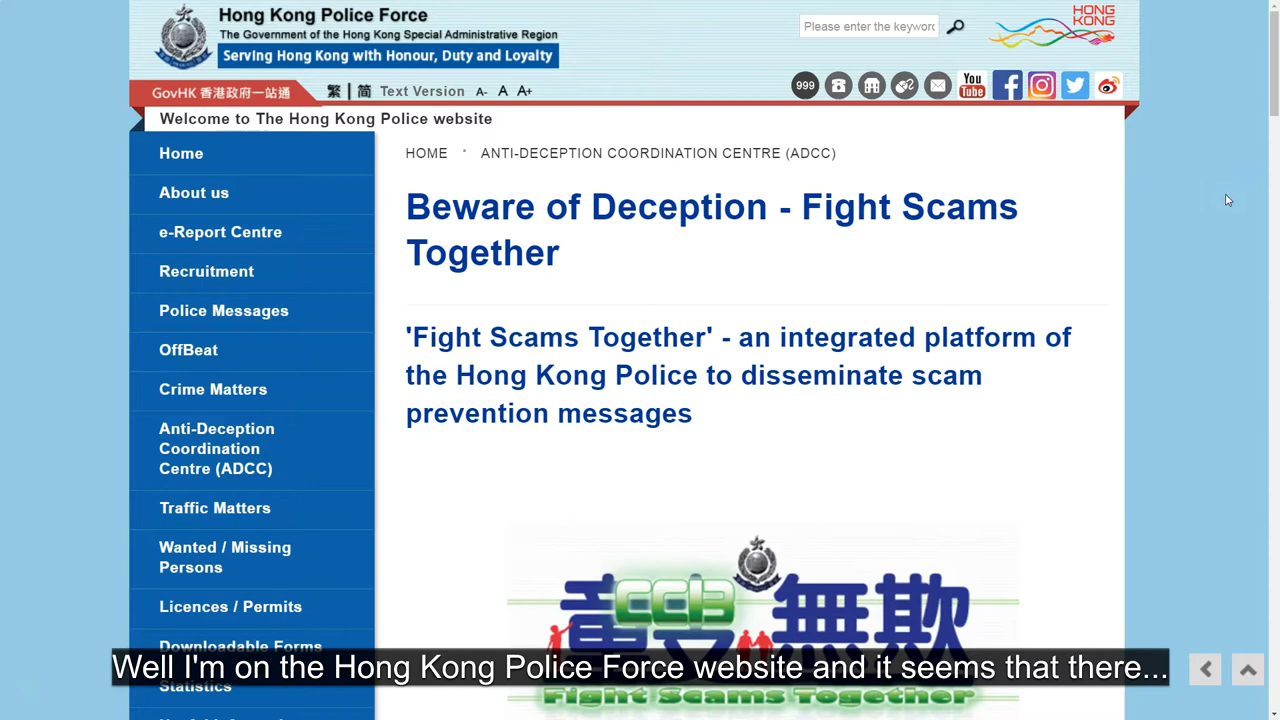 Hong Kong Police Force
The Government of the Hong Kong Special Administrative Region
Serving Hong Kong with Honour, Duty and Loyalty
Please enter the keyword
HONG
KONG
GovHK 香港政府一站通
繁 | 简 Text Version A- A A+
999
You
Tube
Welcome to The Hong Kong Police website
Home
About us
e-Report Centre
Recruitment
Police Messages
OffBeat
Crime Matters
Anti-Deception
Coordination
Centre (ADCC)
Traffic Matters
Wanted / Missing
Persons
Licences / Permits
Downloadable Forms
Statistics
HOME • ANTI-DECEPTION COORDINATION CENTRE (ADCC)
Beware of Deception - Fight Scams
Together
'Fight Scams Together' - an integrated platform of
the Hong Kong Police to disseminate scam
prevention messages
CCB
無欺
Fight Scams Together
Well I'm on the Hong Kong Police Force website and it seems that there...